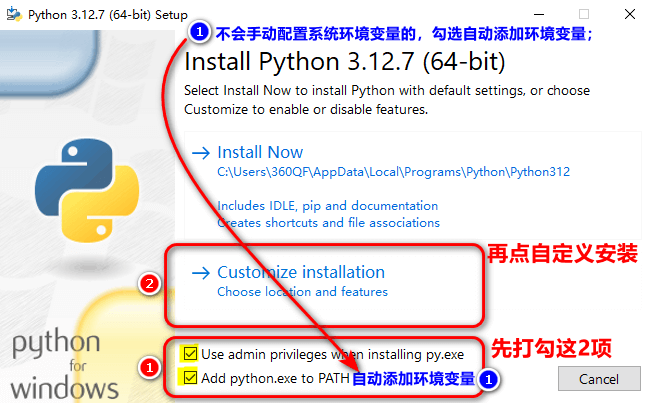 Python 3.12.7 (64-bit) Setup
1 不会手动配置系统环境变量的，勾选自动添加环境变量；
Install Python 3.12.7 (64-bit)
Select Install Now to install Python with default settings, or choose
Customize to enable or disable features.
Install Now
C:\Users\360QF\AppData\Local\Programs\Python\Python312
Includes IDLE, pip and documentation
Creates shortcuts and file associations
再点自定义安装
2 Customize installation
Choose location and features
先打勾这2项
1 Use admin privileges when installing py.exe
Add python.exe to PATH 自动添加环境变量 1
python
for
windows
Cancel